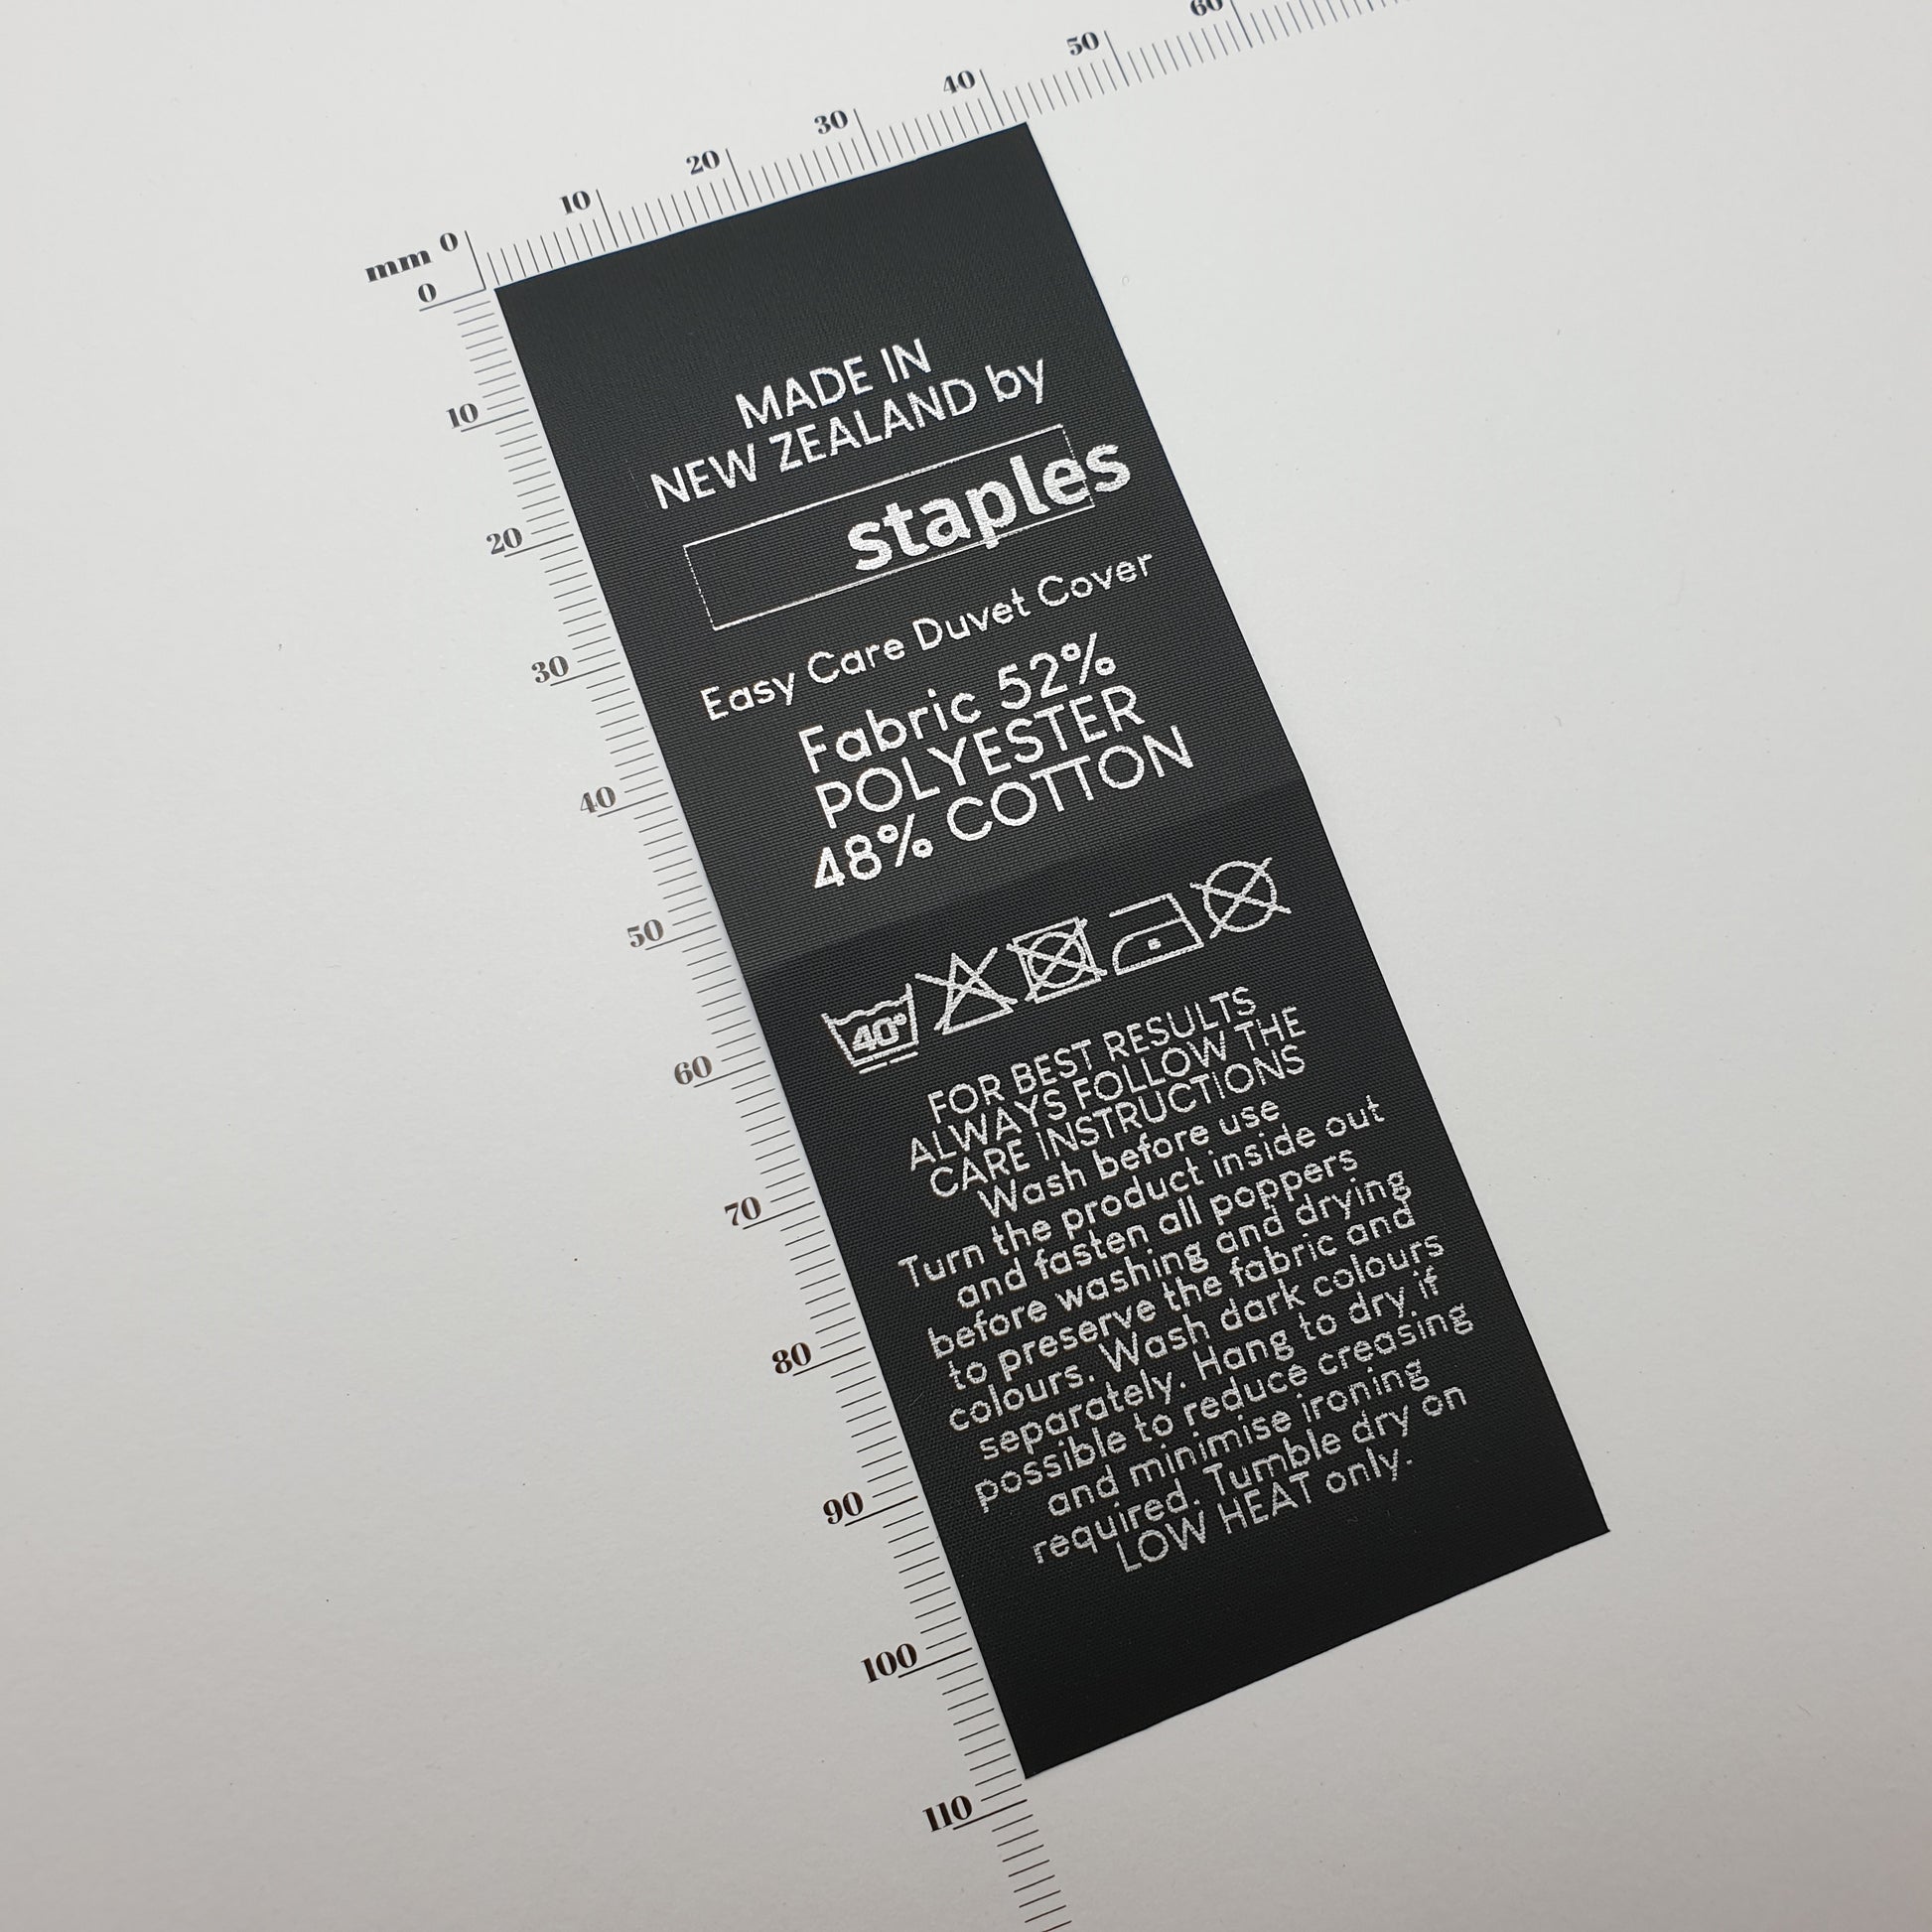 mm 0 10 20 30 40 50 60
0
10
20
30
40
50
60
70
80
90
100
110
MADE IN
NEW ZEALAND by
staples
Easy Care Duvet Cover
Fabric 52%
POLYESTER
48% COTTON
40°
FOR BEST RESULTS
ALWAYS FOLLOW THE
CARE INSTRUCTIONS
Wash before use
Turn the product inside out
and fasten all poppers
before washing and drying
to preserve the fabric and
colours. Wash dark colours
separately. Hang to dry.if
possible to reduce creasing
and minimise ironing
required. Tumble dry on
LOW HEAT only.